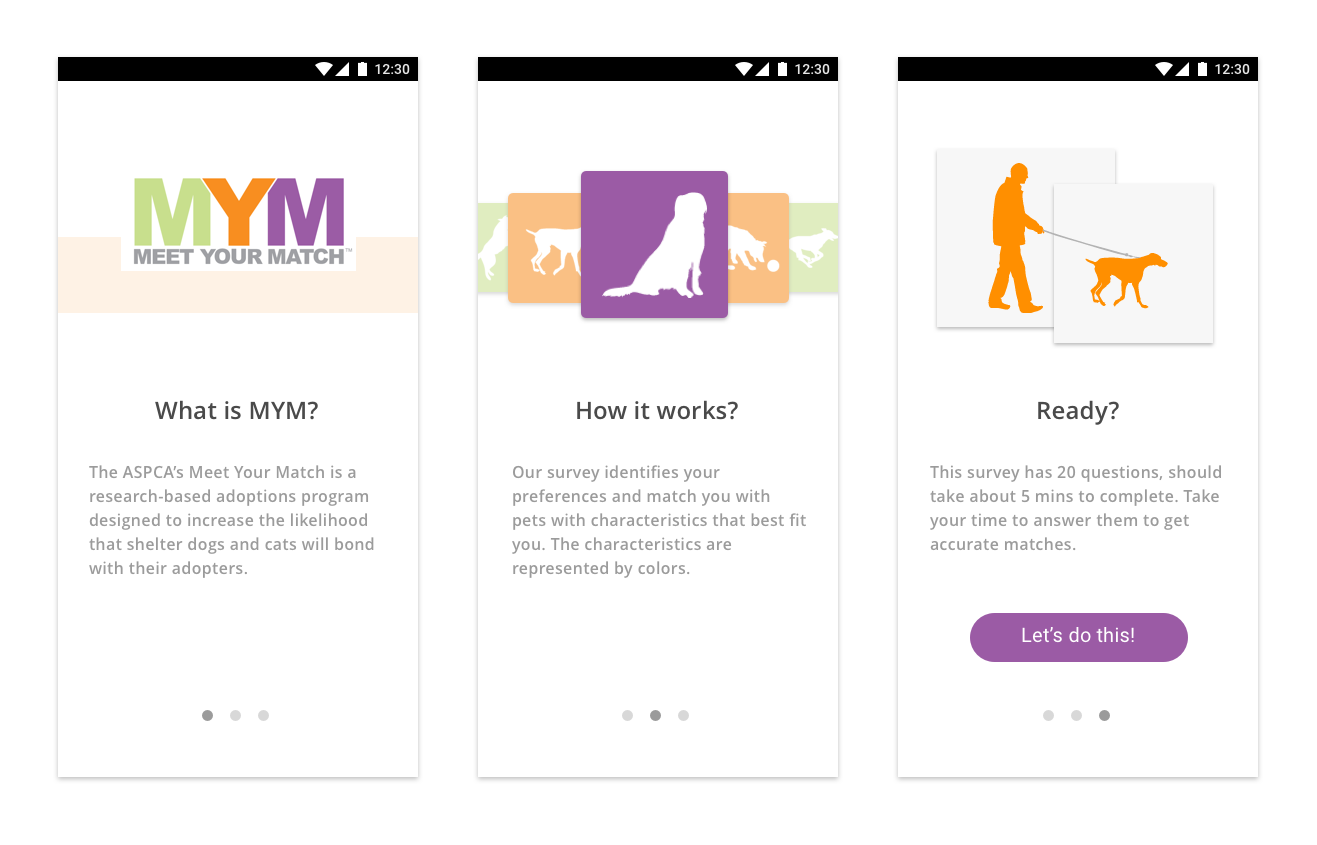 12:30
MYM
MEET YOUR MATCH™
What is MYM?
The ASPCA’s Meet Your Match is a
research-based adoptions program
designed to increase the likelihood
that shelter dogs and cats will bond
with their adopters.
12:30
How it works?
Our survey identifies your
preferences and match you with
pets with characteristics that best fit
you. The characteristics are
represented by colors.
12:30
Ready?
This survey has 20 questions, should
take about 5 mins to complete. Take
your time to answer them to get
accurate matches.
Let’s do this!